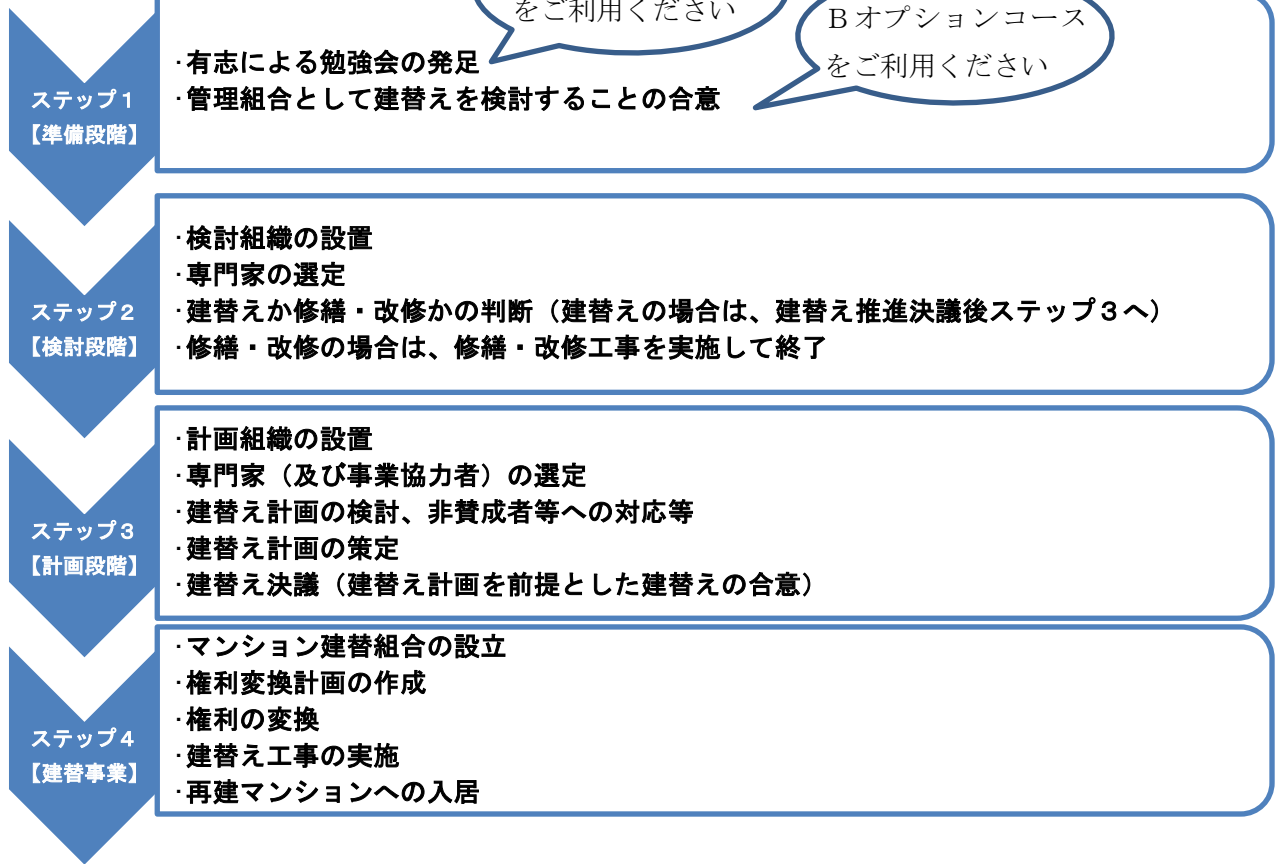 をご利用ください
Bオプションコース
をご利用ください
ステップ1
【準備段階】
・有志による勉強会の発足
・管理組合として建替えを検討することの合意
ステップ2
【検討段階】
・検討組織の設置
・専門家の選定
・建替えか修繕・改修かの判断（建替えの場合は、建替え推進決議後ステップ3へ）
・修繕・改修の場合は、修繕・改修工事を実施して終了
ステップ3
【計画段階】
・計画組織の設置
・専門家（及び事業協力者）の選定
・建替え計画の検討、非賛成者等への対応等
・建替え計画の策定
・建替え決議（建替え計画を前提とした建替えの合意）
ステップ4
【建替事業】
・マンション建替組合の設立
・権利変換計画の作成
・権利の変換
・建替え工事の実施
・再建マンションへの入居